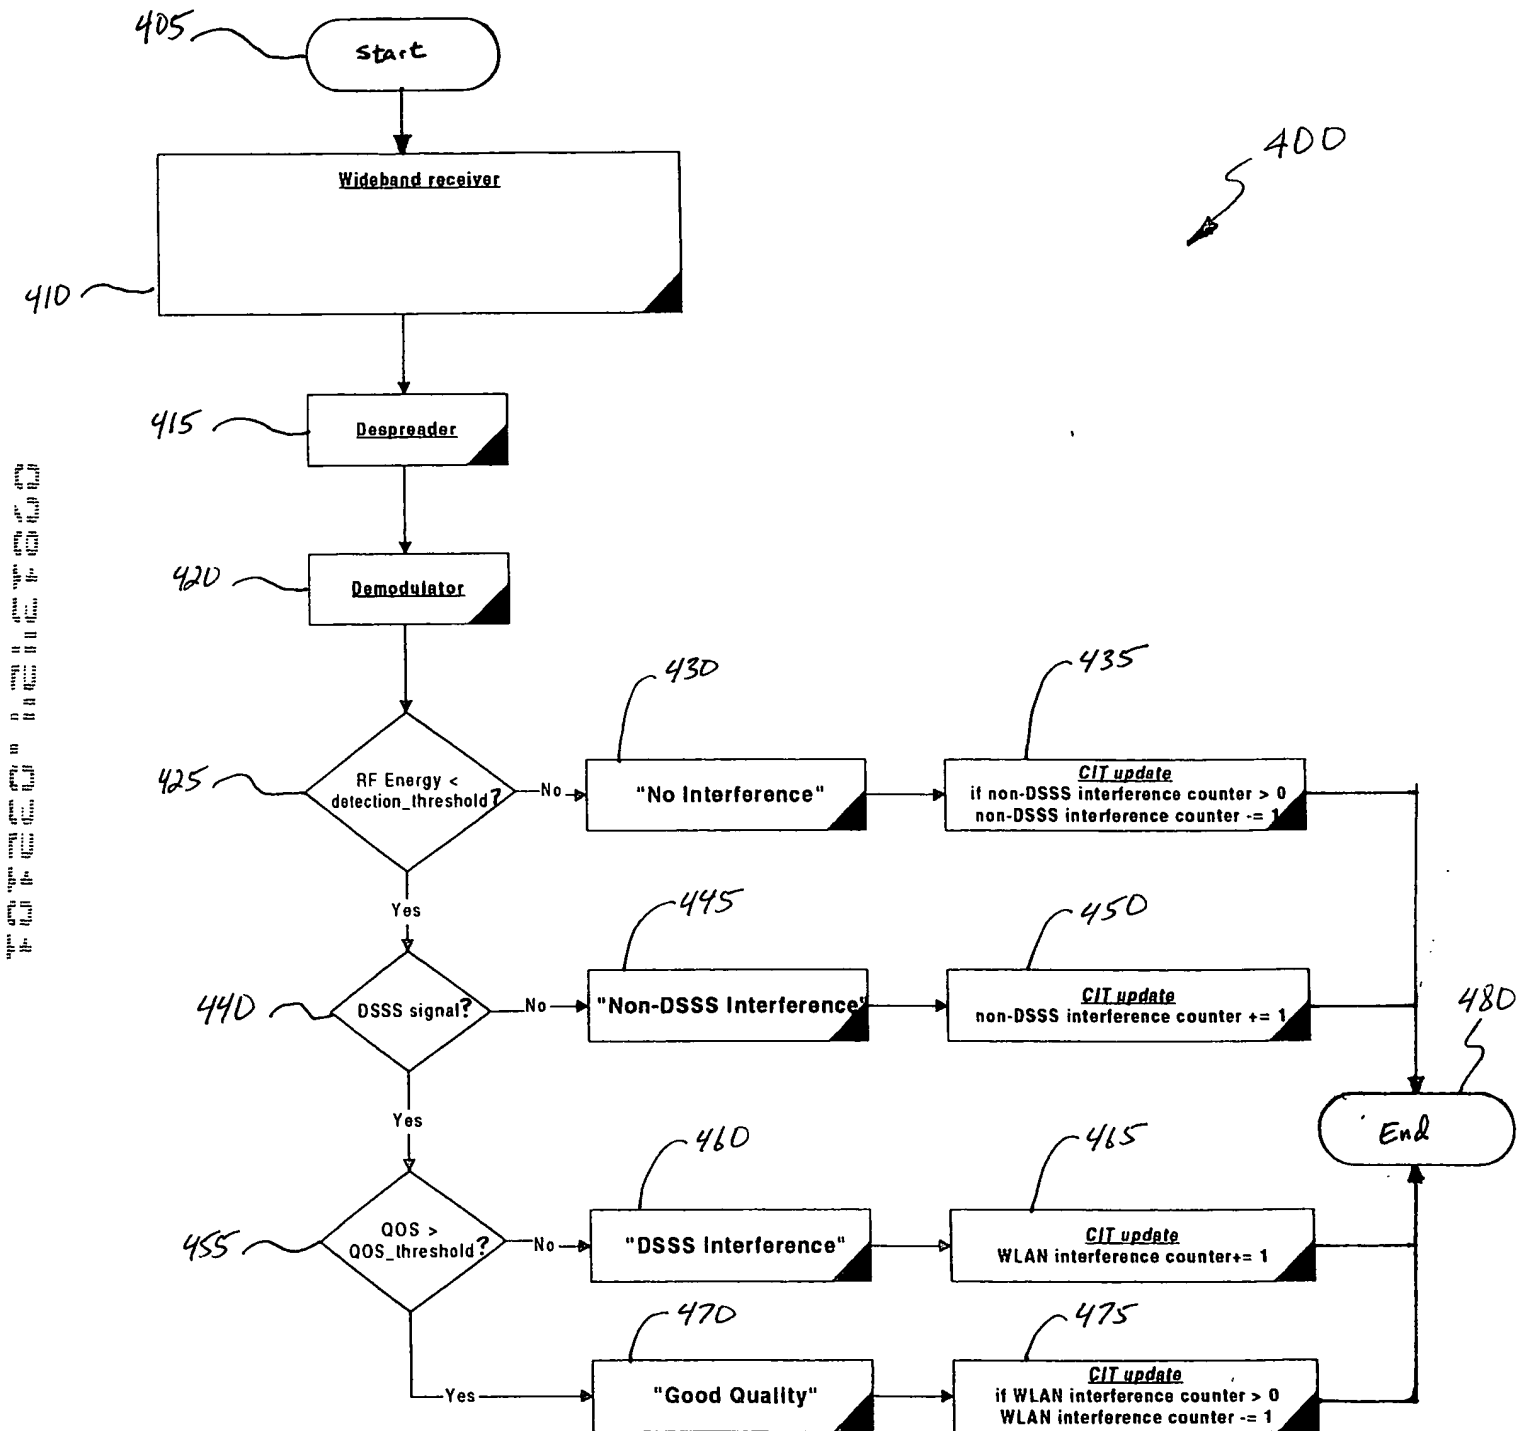 405
Start
400
Wideband receiver
410
415
Despreader
420
Demodulator
430
435
425
RF Energy <
detection_threshold?
No
"No Interference"
CIT update
if non-DSSS interference counter > 0
non-DSSS interference counter -= 1
Yes
445
450
440
DSSS signal?
No
"Non-DSSS Interference"
CIT update
non-DSSS interference counter += 1
480
Yes
End
460
465
455
QOS >
QOS_threshold?
No
"DSSS Interference"
CIT update
WLAN interference counter+= 1
470
475
Yes
"Good Quality"
CIT update
if WLAN interference counter > 0
WLAN interference counter -= 1